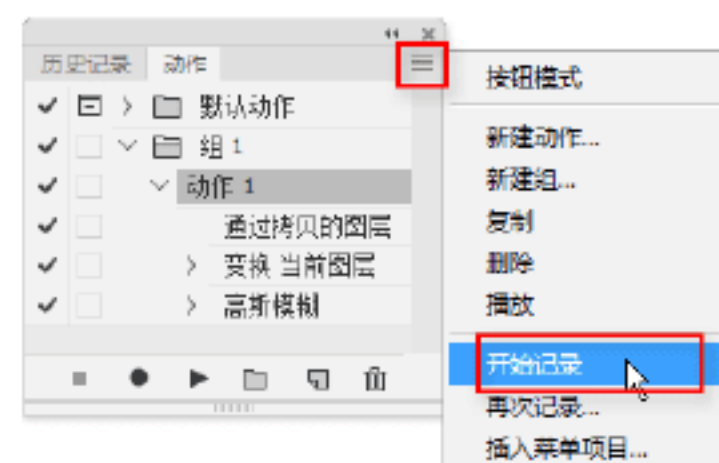 历史记录 动作
默认动作
组 1
动作 1
通过拷贝的图层
变换 当前图层
高斯模糊
按钮模式
新建动作...
新建组...
复制
删除
播放
开始记录
再次记录...
插入菜单项目...